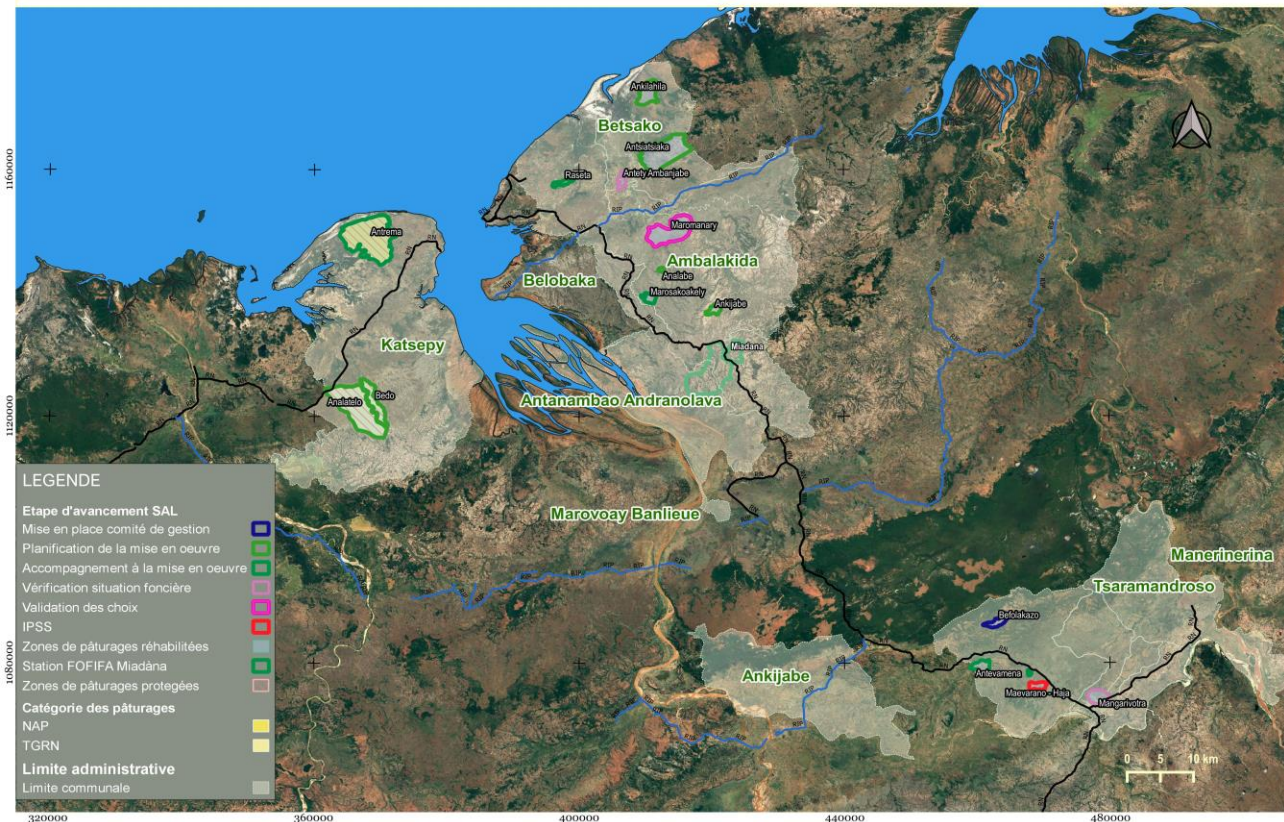 Ankilahila
Betsako
Antsiatsiaka
Antety Ambanjabe
Raseta
Maromanary
Antrema
Ambalakida
Analabe
Belobaka
Marosakoakely
Ankijabe
Katsepy
Miadana
Bedo
Analatelo
Antanambao Andranolava
Marovoay Banlieue
Manerinerina
Tsaramandroso
Befolakazo
Ankijabe
Antevamena
Maevarano Haja
Mangarivotra
LEGENDE
Etape d'avancement SAL
Mise en place comité de gestion
Planification de la mise en oeuvre
Accompagnement à la mise en oeuvre
Vérification situation foncière
Validation des choix
IPSS
Zones de pâturages réhabilitées
Station FOFIFA Miadàna
Zones de pâturages protegées
Catégorie des pâturages
NAP
TGRN
Limite administrative
Limite communale
0 5 10 km
1160000
1120000
1080000
320000 360000 400000 440000 480000